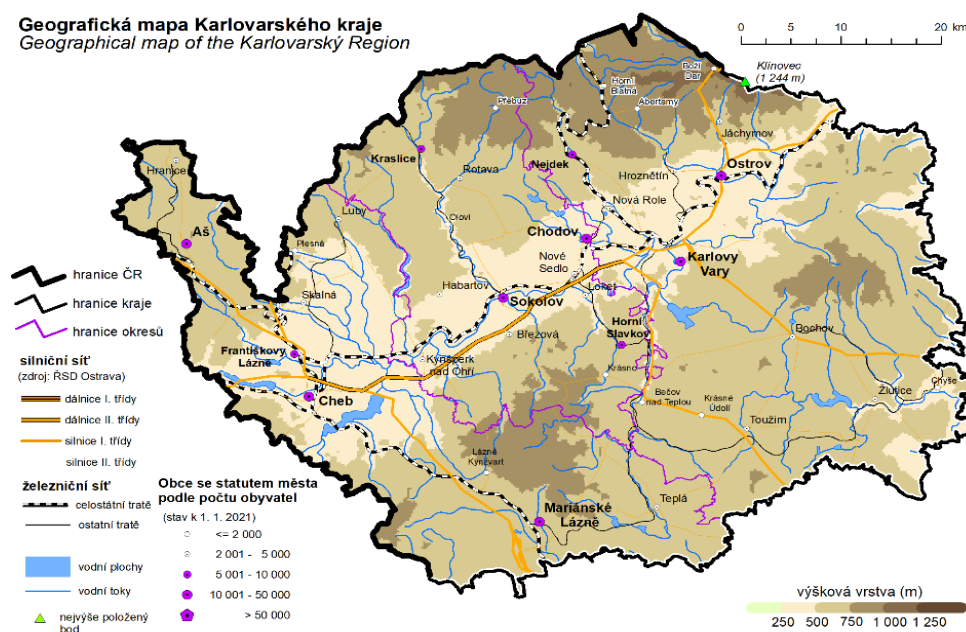 Geografická mapa Karlovarského kraje
Geographical map of the Karlovarský Region
0 5 10 20 km
Klínovec
(1 244 m)
Boží
Dar
Horní
Blatná
Abertamy
Přebuz
Jáchymov
Kraslice
Nejdek
Ostrov
Hranice
Rotava
Hroznětín
Nová Role
Luby
Oloví
Aš
Chodov
Plesná
Karlovy
Vary
Nové
Sedlo
Habartov
Loket
Skalná
Sokolov
Březová
Horní
Slavkov
Bochov
Františkovy
Lázně
Kynšperk
nad Ohří
Krásno
Cheb
Bečov
nad Teplou
Krásné
Údolí
Žlutice
Chyše
Toužim
Lázně
Kynžvart
Teplá
Mariánské
Lázně
hranice ČR
hranice kraje
hranice okresů
silniční síť
(zdroj: ŘSD Ostrava)
dálnice I. třídy
dálnice II. třídy
silnice I. třídy
silnice II. třídy
železniční síť
celostátní tratě
ostatní tratě
vodní plochy
vodní toky
nejvýše položený
bod
Obce se statutem města
podle počtu obyvatel
(stav k 1. 1. 2021)
<= 2 000
2 001 - 5 000
5 001 - 10 000
10 001 - 50 000
> 50 000
výšková vrstva (m)
250 500 750 1 000 1 250